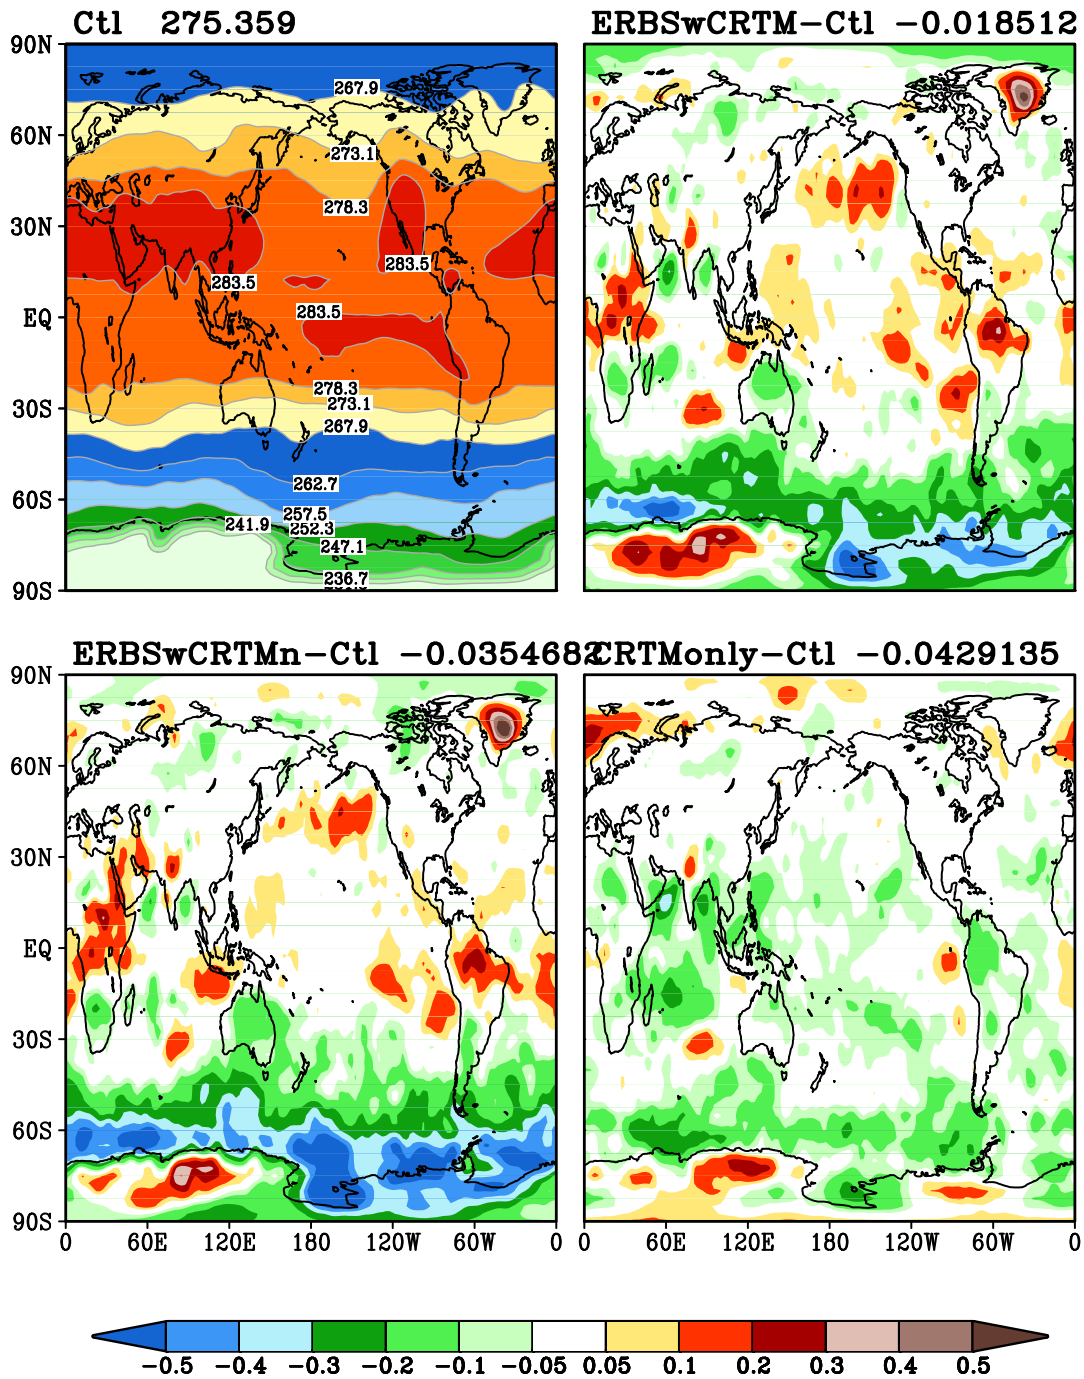 Ctl 275.359
ERBSwCRTM-Ctl -0.018512
90N
60N
30N
EQ
30S
60S
90S
267.9
273.1
278.3
283.5
283.5
283.5
278.3
273.1
267.9
262.7
257.5
252.3
241.9
247.1
236.7
ERBSwCRTMn-Ctl -0.0354682
CRTMonly-Ctl -0.0429135
90N
60N
30N
EQ
30S
60S
90S
0 60E 120E 180 120W 60W 0
0 60E 120E 180 120W 60W 0
-0.5 -0.4 -0.3 -0.2 -0.1 -0.05 0.05 0.1 0.2 0.3 0.4 0.5